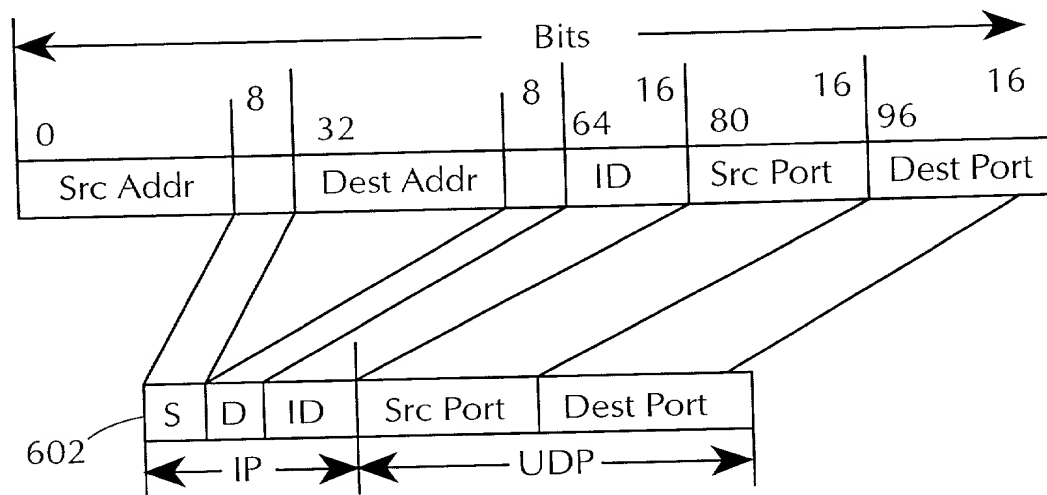 Bits
8 8 16 16 16
0 32 64 80 96
Src Addr Dest Addr ID Src Port Dest Port
S D ID Src Port Dest Port
602
IP UDP